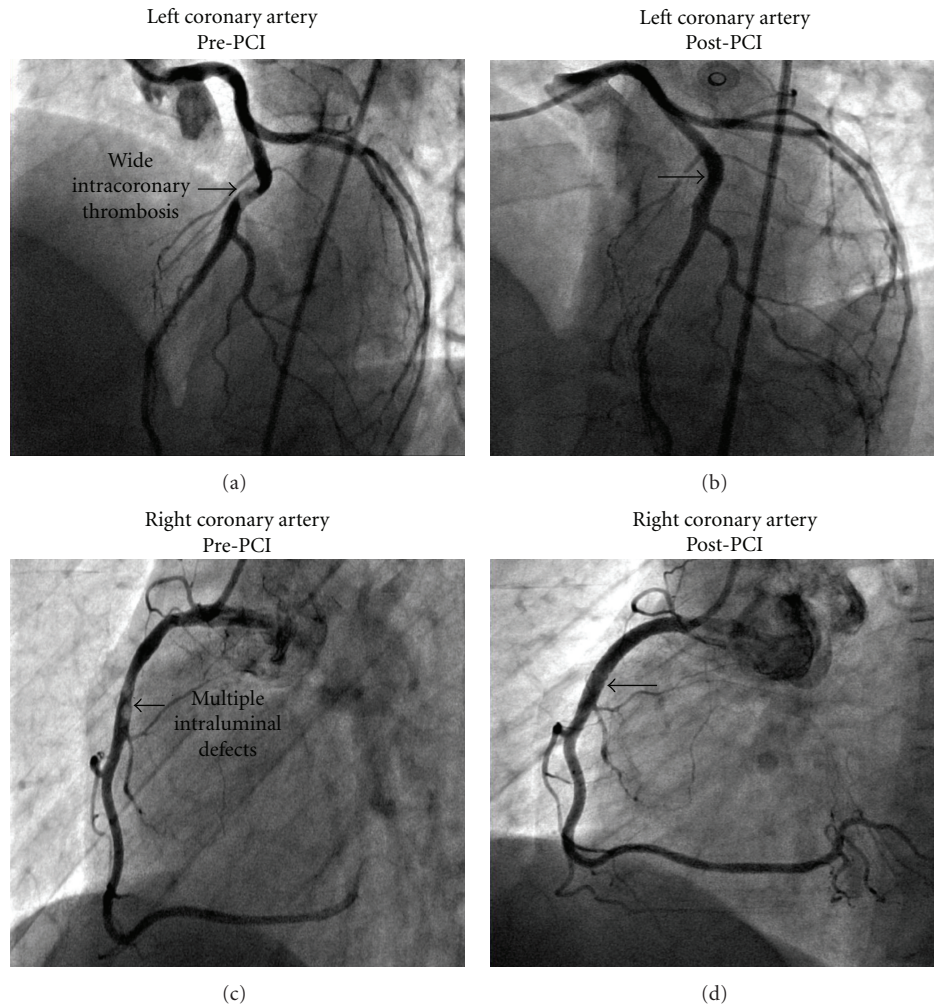 Left coronary artery
Pre-PCI
Left coronary artery
Post-PCI
Wide
intracoronary
thrombosis
(a)
(b)
Right coronary artery
Pre-PCI
Right coronary artery
Post-PCI
Multiple
intraluminal
defects
(c)
(d)